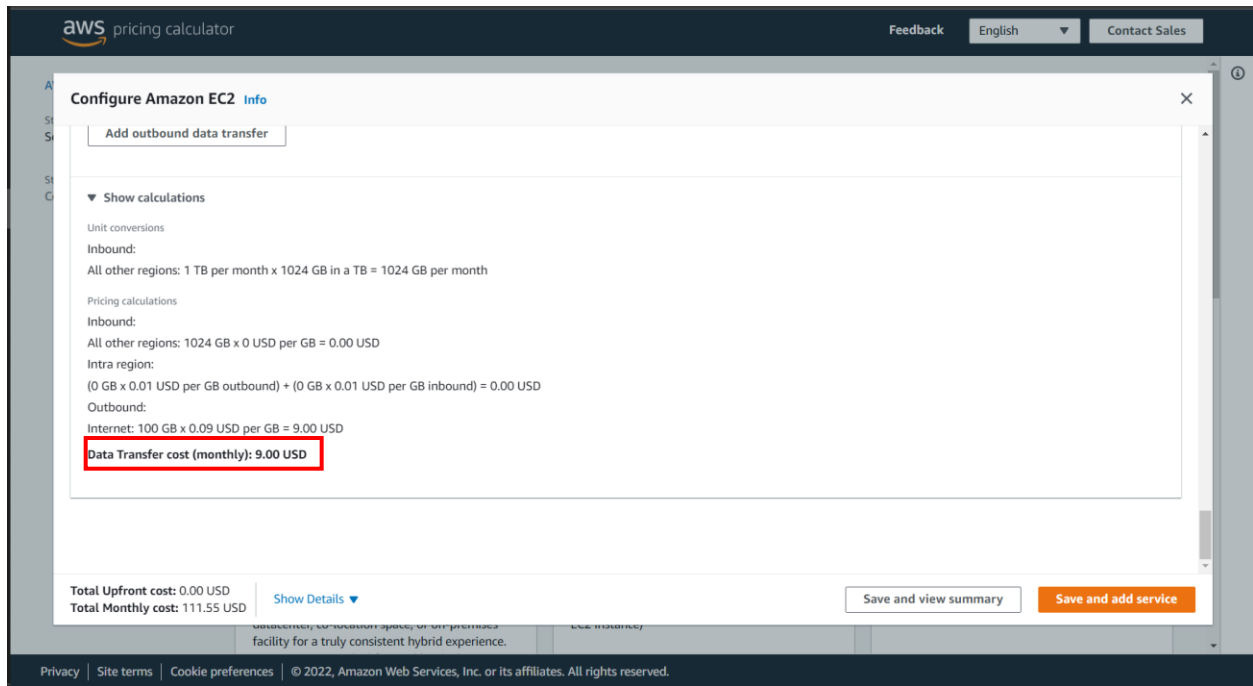 aws pricing calculator
Feedback
English
Contact Sales
Configure Amazon EC2 Info
Add outbound data transfer
Show calculations
Unit conversions
Inbound:
All other regions: 1 TB per month x 1024 GB in a TB = 1024 GB per month
Pricing calculations
Inbound:
All other regions: 1024 GB x 0 USD per GB = 0.00 USD
Intra region:
(0 GB x 0.01 USD per GB outbound) + (0 GB x 0.01 USD per GB inbound) = 0.00 USD
Outbound:
Internet: 100 GB x 0.09 USD per GB = 9.00 USD
Data Transfer cost (monthly): 9.00 USD
Total Upfront cost: 0.00 USD
Total Monthly cost: 111.55 USD
Show Details
Save and view summary
Save and add service
facility for a truly consistent hybrid experience.
Privacy | Site terms | Cookie preferences | © 2022, Amazon Web Services, Inc. or its affiliates. All rights reserved.